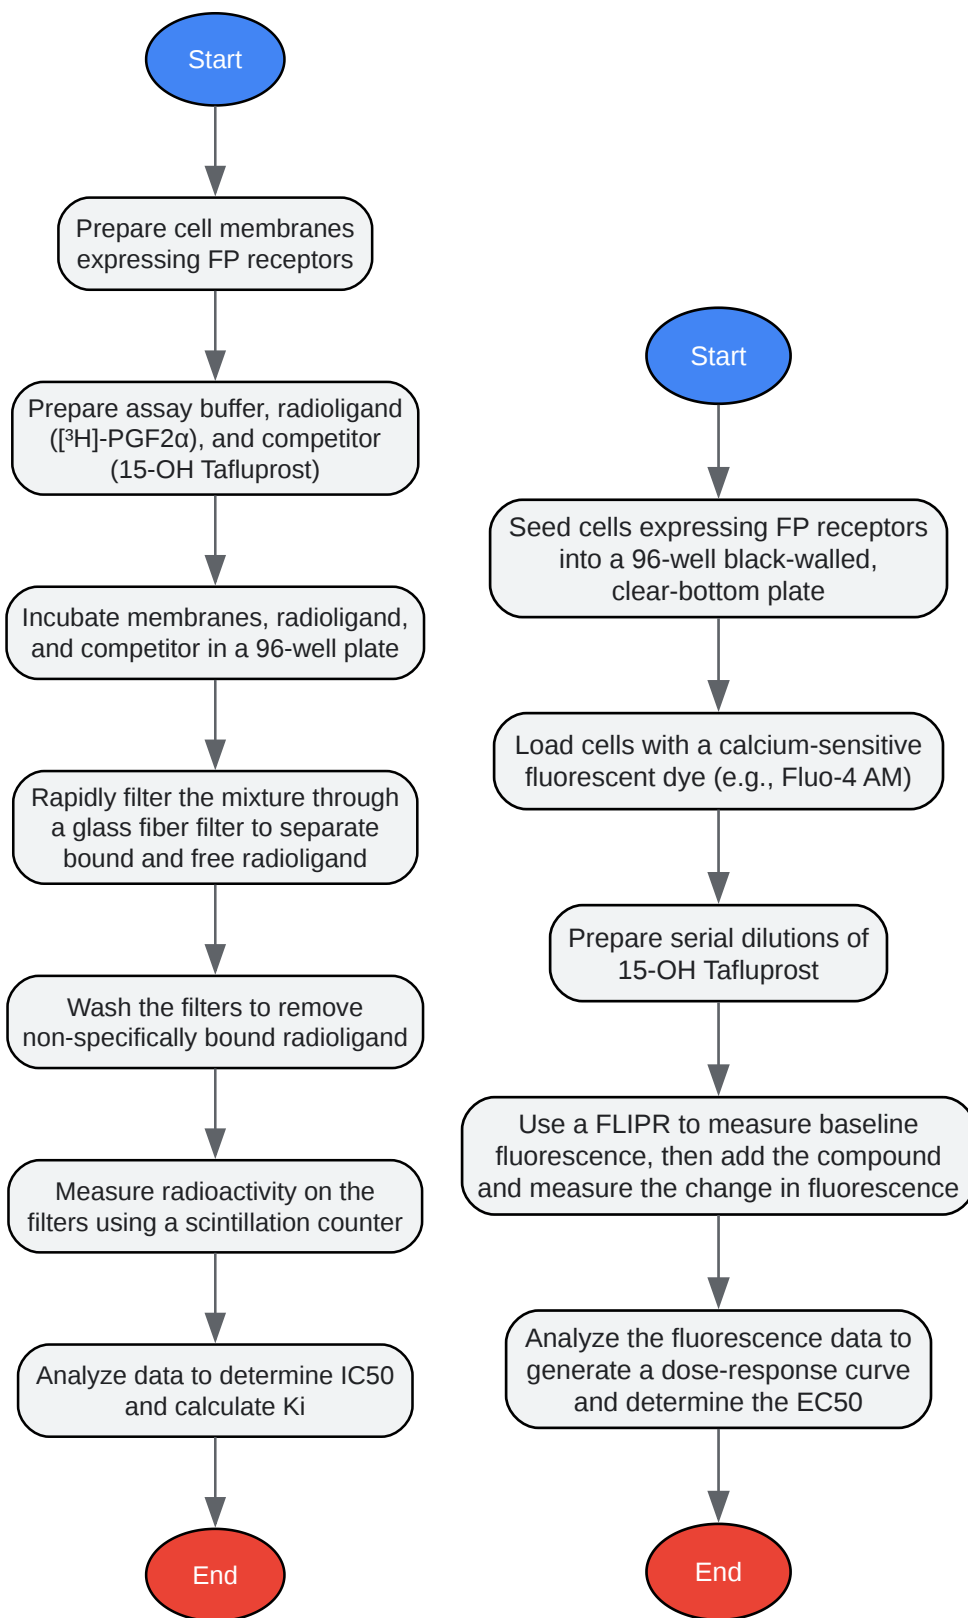 Start
Prepare cell membranes
expressing FP receptors
Prepare assay buffer, radioligand
([³H]-PGF2α), and competitor
(15-OH Tafluprost)
Incubate membranes, radioligand,
and competitor in a 96-well plate
Rapidly filter the mixture through
a glass fiber filter to separate
bound and free radioligand
Wash the filters to remove
non-specifically bound radioligand
Measure radioactivity on the
filters using a scintillation counter
Analyze data to determine IC50
and calculate Ki
End
Start
Seed cells expressing FP receptors
into a 96-well black-walled,
clear-bottom plate
Load cells with a calcium-sensitive
fluorescent dye (e.g., Fluo-4 AM)
Prepare serial dilutions of
15-OH Tafluprost
Use a FLIPR to measure baseline
fluorescence, then add the compound
and measure the change in fluorescence
Analyze the fluorescence data to
generate a dose-response curve
and determine the EC50
End